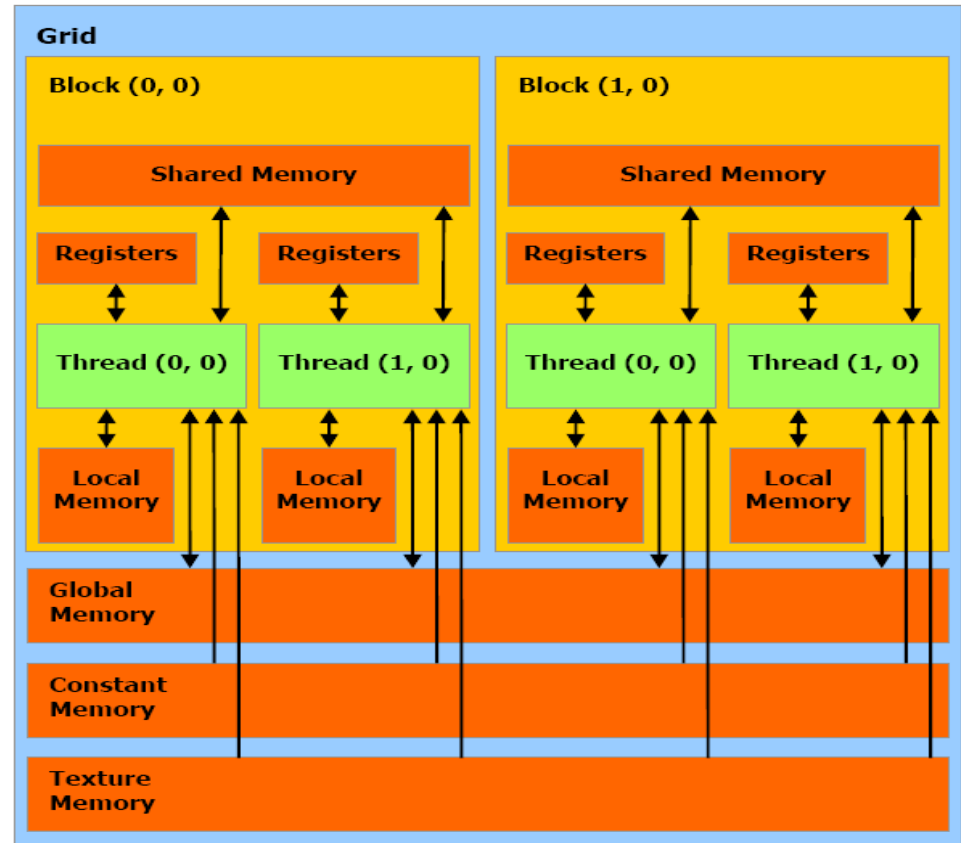 Grid
Block (0, 0)
Shared Memory
Registers
Registers
Thread (0, 0)
Thread (1, 0)
Local
Memory
Local
Memory
Block (1, 0)
Shared Memory
Registers
Registers
Thread (0, 0)
Thread (1, 0)
Local
Memory
Local
Memory
Global
Memory
Constant
Memory
Texture
Memory